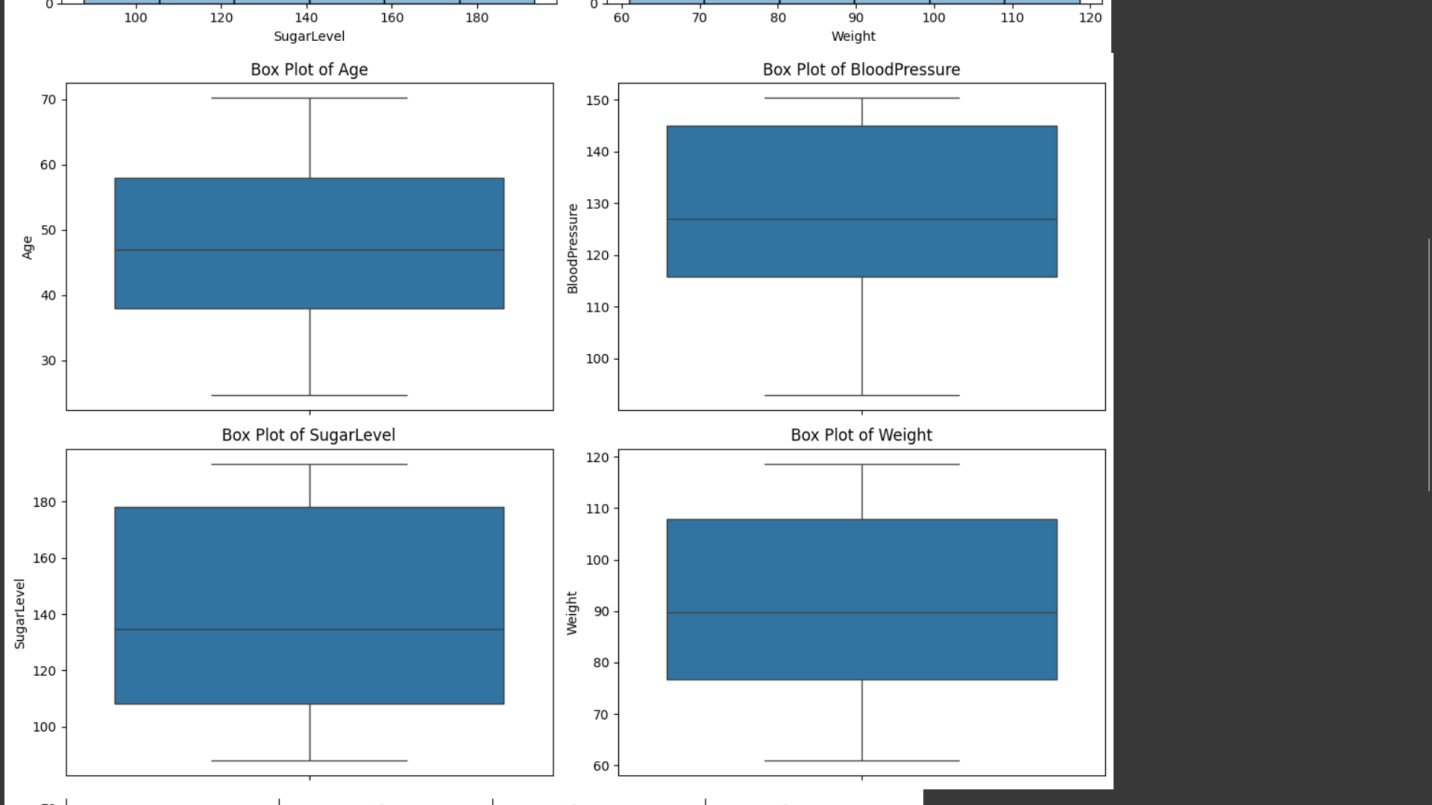 0
100 120 140 160 180
SugarLevel
0
60 70 80 90 100 110 120
Weight
Box Plot of Age
70
60
50
40
30
Age
Box Plot of BloodPressure
150
140
130
120
110
100
BloodPressure
Box Plot of SugarLevel
180
160
140
120
100
SugarLevel
Box Plot of Weight
120
110
100
90
80
70
60
Weight